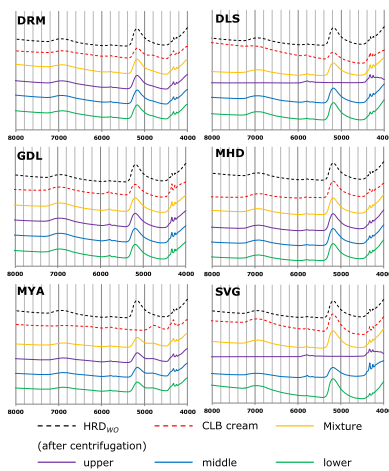 DRM
DLS
8000 7000 6000 5000 4000
8000 7000 6000 5000 4000
GDL
MHD
8000 7000 6000 5000 4000
8000 7000 6000 5000 400
MYA
SVG
8000 7000 6000 5000 4000
8000 7000 6000 5000 400
HRDWO CLB cream Mixture
(after centrifugation)
upper middle lower